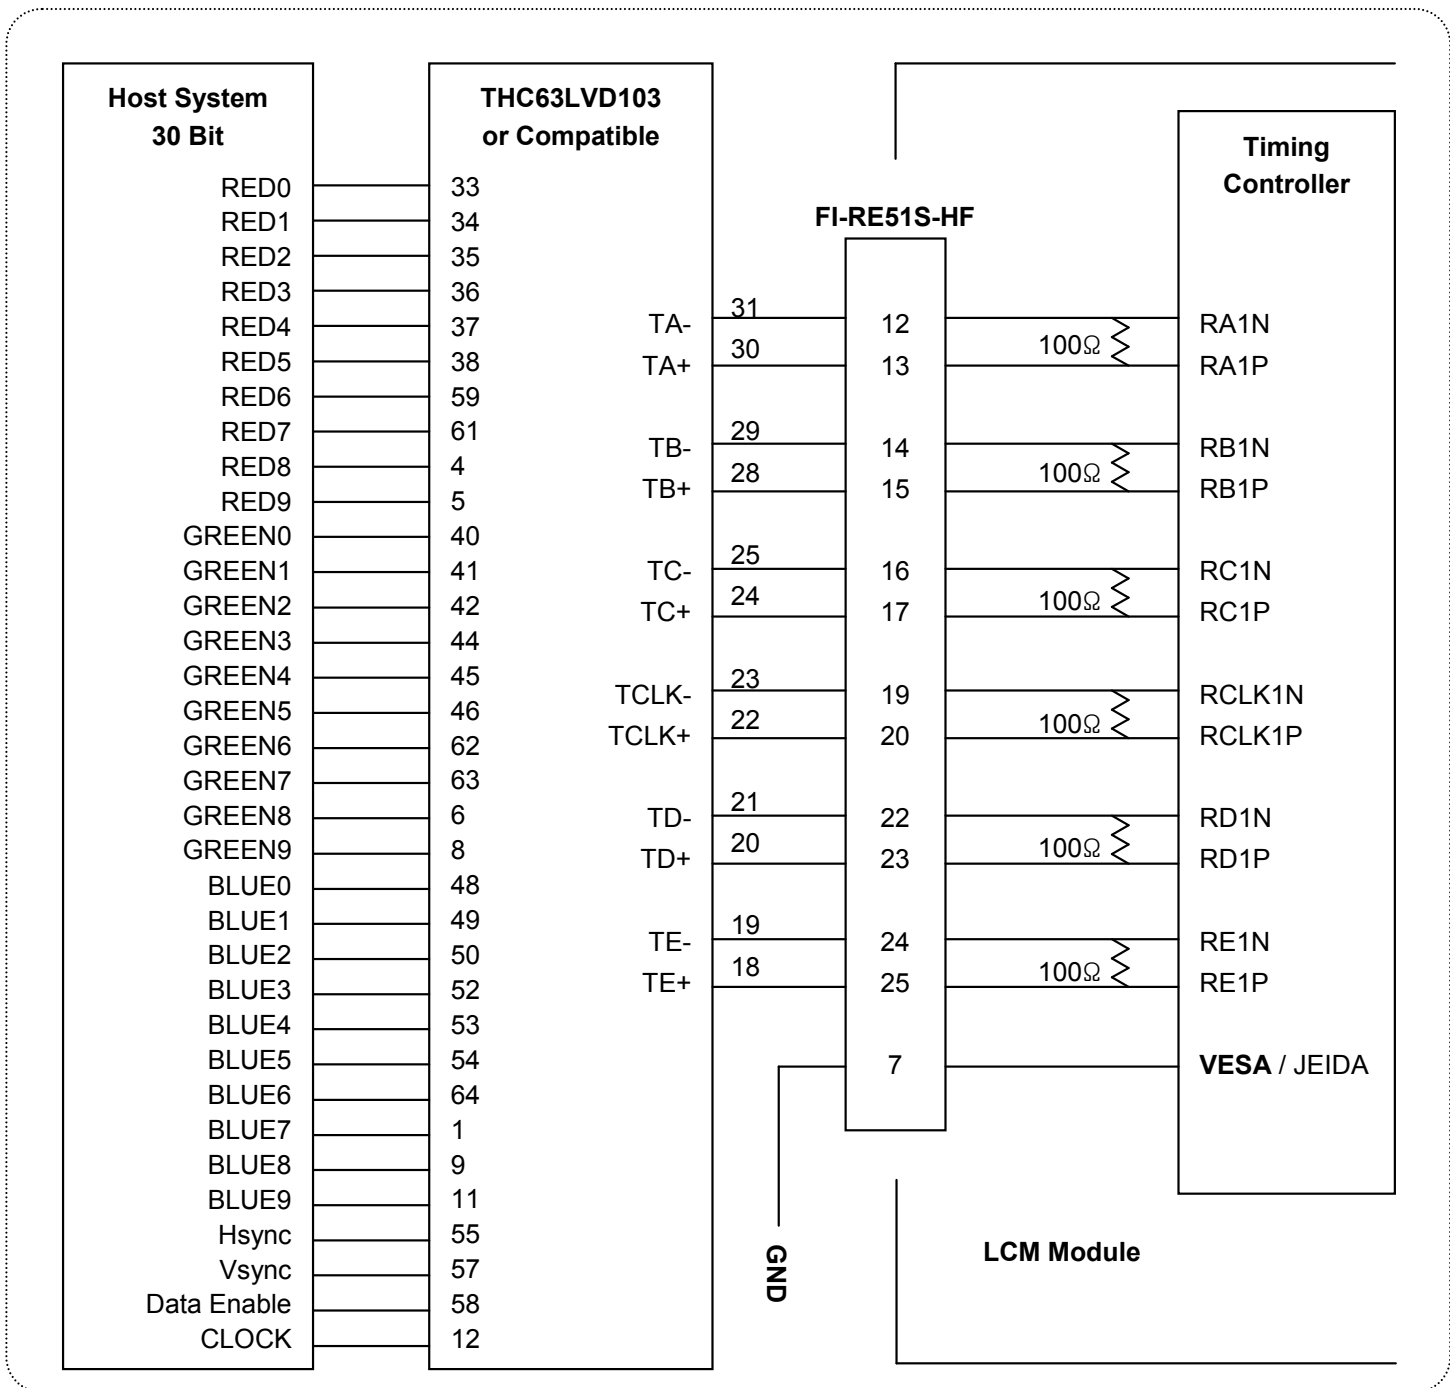 Host System
30 Bit
RED0
RED1
RED2
RED3
RED4
RED5
RED6
RED7
RED8
RED9
GREEN0
GREEN1
GREEN2
GREEN3
GREEN4
GREEN5
GREEN6
GREEN7
GREEN8
GREEN9
BLUE0
BLUE1
BLUE2
BLUE3
BLUE4
BLUE5
BLUE6
BLUE7
BLUE8
BLUE9
Hsync
Vsync
Data Enable
CLOCK
THC63LVD103
or Compatible
33
34
35
36
37
38
59
61
4
5
40
41
42
44
45
46
62
63
6
8
48
49
50
52
53
54
64
1
9
11
55
57
58
12
TA-
TA+
TB-
TB+
TC-
TC+
TCLK-
TCLK+
TD-
TD+
TE-
TE+
31
30
29
28
25
24
23
22
21
20
19
18
GND
FI-RE51S-HF
12
13
14
15
16
17
19
20
22
23
24
25
7
100Ω
100Ω
100Ω
100Ω
100Ω
100Ω
Timing
Controller
RA1N
RA1P
RB1N
RB1P
RC1N
RC1P
RCLK1N
RCLK1P
RD1N
RD1P
RE1N
RE1P
VESA / JEIDA
LCM Module